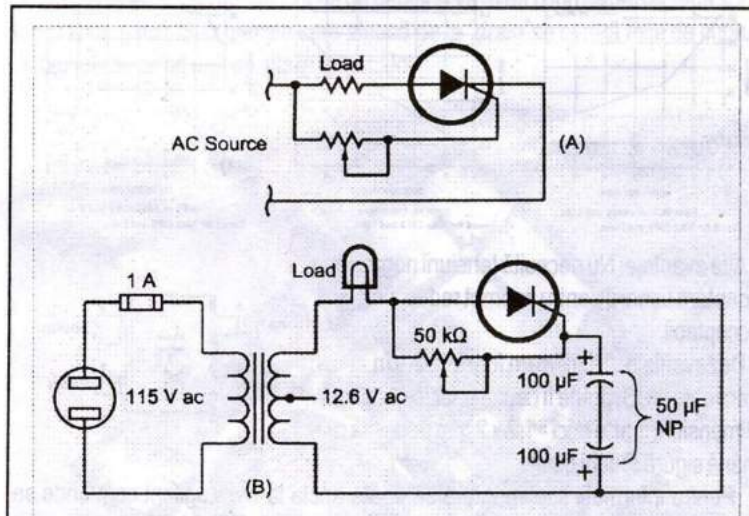 Load
AC Source
(A)
Load
1 A
50 kΩ
115 V ac
12.6 V ac
+
100 µF
50 µF
NP
100 µF
+
(B)